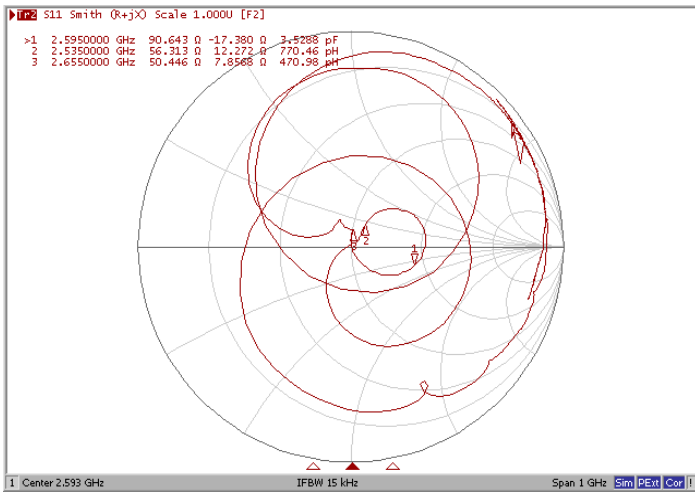 Tr2 S11 Smith (R+jX) Scale 1.000U [F2]
>1 2.5950000 GHz 90.643 Ω -17.380 Ω 3.5288 pF
2 2.5350000 GHz 56.313 Ω 12.272 Ω 770.46 pH
3 2.6550000 GHz 50.446 Ω 7.8568 Ω 470.98 pH
1
2
3
1 Center 2.593 GHz IFBW 15 kHz Span 1 GHz Sim PExt Cor !